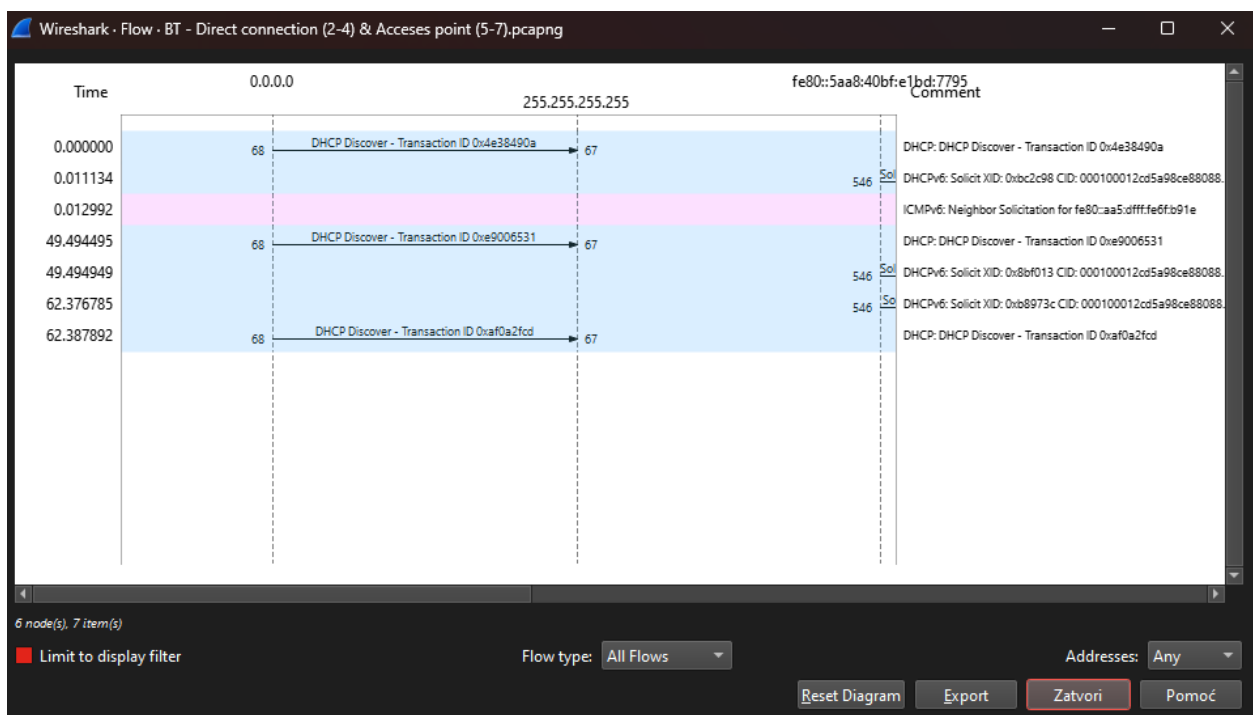 Wireshark · Flow · BT - Direct connection (2-4) & Acceses point (5-7).pcapng
Time 0.0.0.0 255.255.255.255 fe80::5aa8:40bf:e1bd:7795 Comment
0.000000 68 DHCP Discover - Transaction ID 0x4e38490a 67 DHCP: DHCP Discover - Transaction ID 0x4e38490a
0.011134 546 Sol DHCPv6: Solicit XID: 0xbc2c98 CID: 000100012cd5a98ce88088...
0.012992 ICMPv6: Neighbor Solicitation for fe80::aa5:dfff:fe6f:b91e
49.494495 68 DHCP Discover - Transaction ID 0xe9006531 67 DHCP: DHCP Discover - Transaction ID 0xe9006531
49.494949 546 Sol DHCPv6: Solicit XID: 0x8bf013 CID: 000100012cd5a98ce88088...
62.376785 546 So DHCPv6: Solicit XID: 0xb8973c CID: 000100012cd5a98ce88088...
62.387892 68 DHCP Discover - Transaction ID 0xaf0a2fcd 67 DHCP: DHCP Discover - Transaction ID 0xaf0a2fcd
6 node(s), 7 item(s)
Limit to display filter Flow type: All Flows Addresses: Any
Reset Diagram Export Zatvori Pomoć